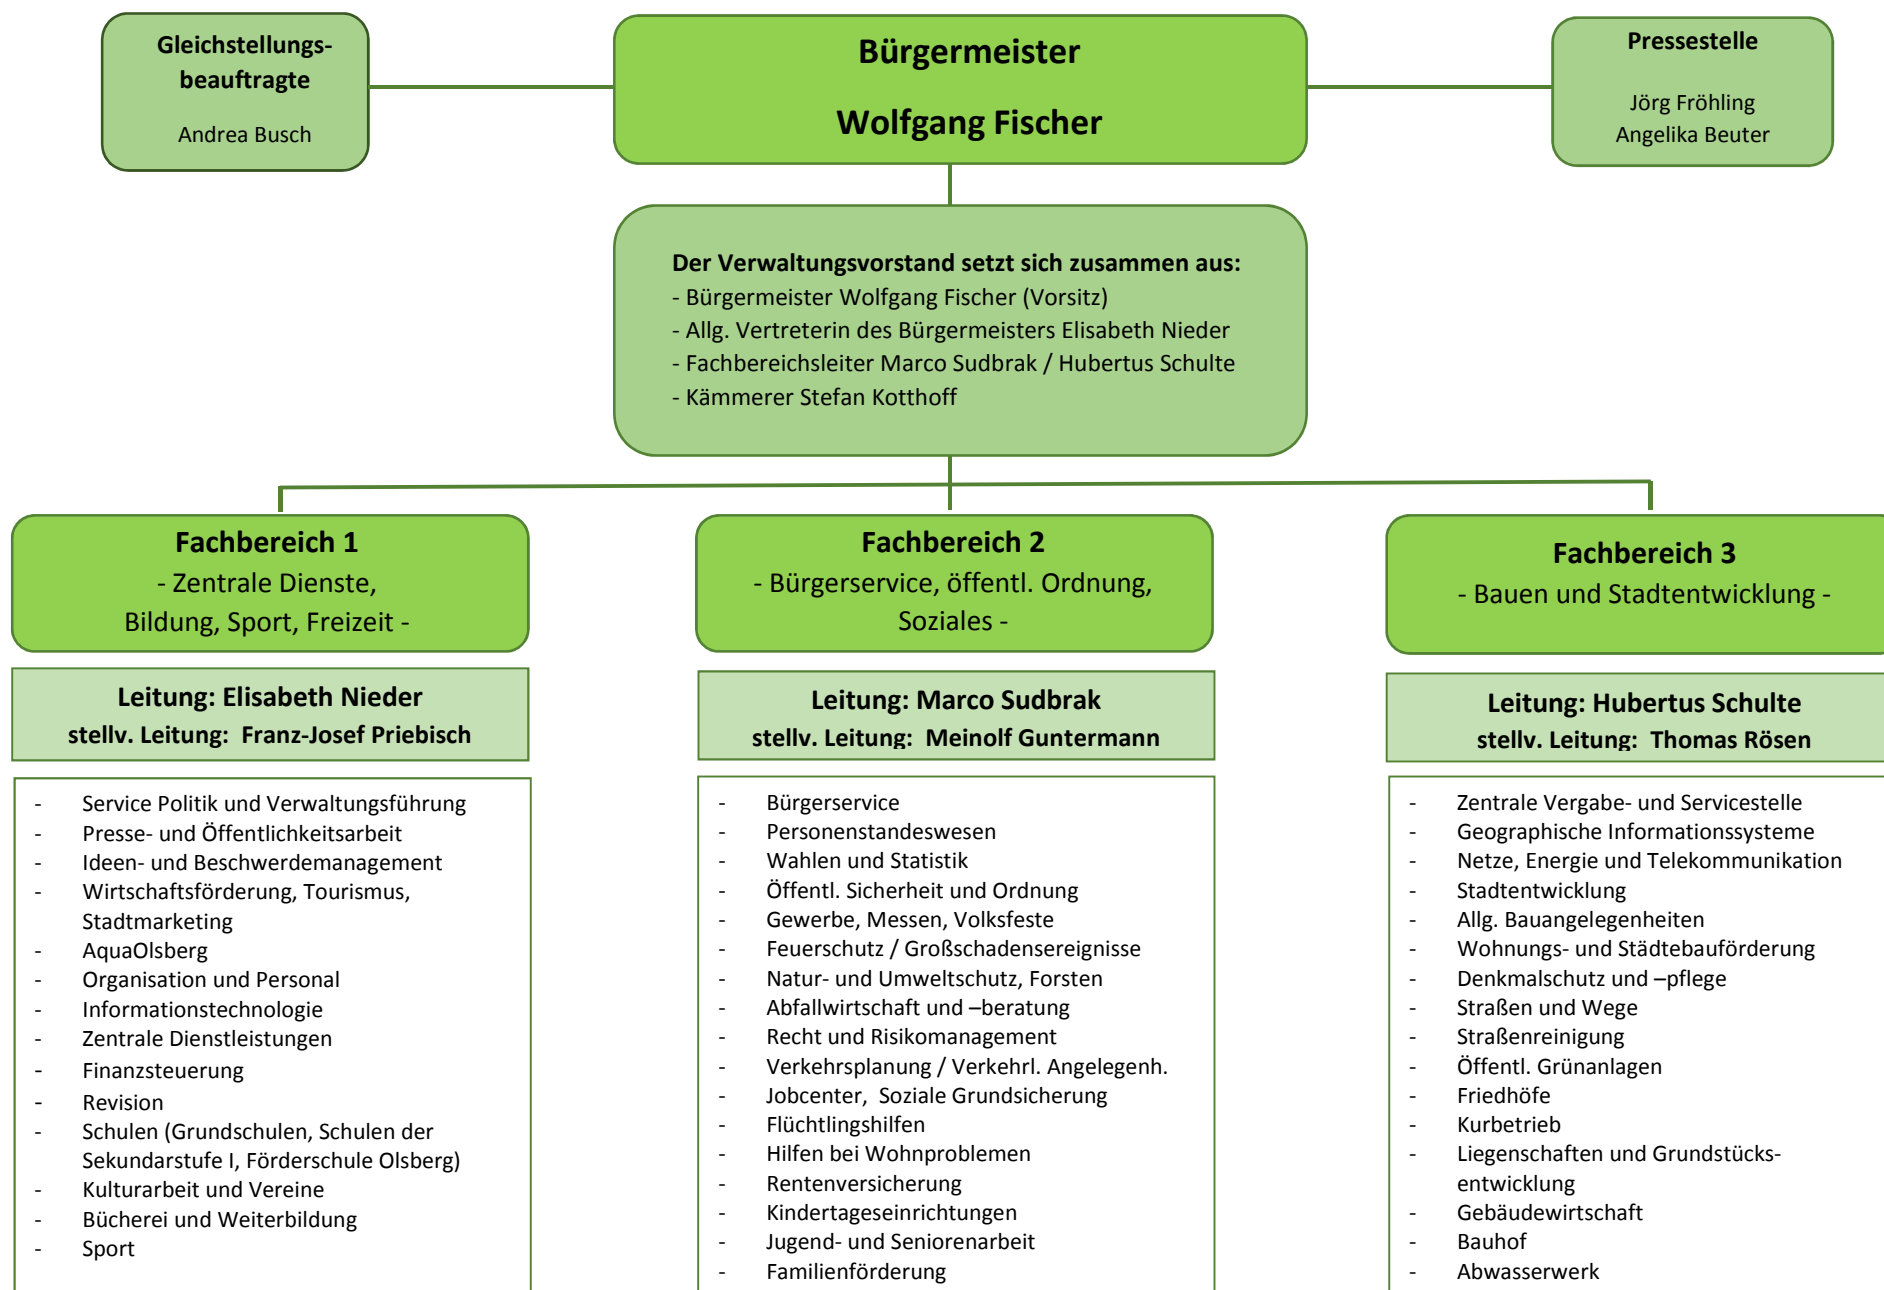 Gleichstellungs-
beauftragte
Andrea Busch
Bürgermeister
Wolfgang Fischer
Pressestelle
Jörg Fröhling
Angelika Beuter
Der Verwaltungsvorstand setzt sich zusammen aus:
- Bürgermeister Wolfgang Fischer (Vorsitz)
- Allg. Vertreterin des Bürgermeisters Elisabeth Nieder
- Fachbereichsleiter Marco Sudbrak / Hubertus Schulte
- Kämmerer Stefan Kotthoff
Fachbereich 1
- Zentrale Dienste,
Bildung, Sport, Freizeit -
Leitung: Elisabeth Nieder
stellv. Leitung:  Franz-Josef Priebisch
- Service Politik und Verwaltungsführung
- Presse- und Öffentlichkeitsarbeit
- Ideen- und Beschwerdemanagement
- Wirtschaftsförderung, Tourismus,
Stadtmarketing
- AquaOlsberg
- Organisation und Personal
- Informationstechnologie
- Zentrale Dienstleistungen
- Finanzsteuerung
- Revision
- Schulen (Grundschulen, Schulen der
Sekundarstufe I, Förderschule Olsberg)
- Kulturarbeit und Vereine
- Bücherei und Weiterbildung
- Sport
Fachbereich 2
- Bürgerservice, öffentl. Ordnung,
Soziales -
Leitung: Marco Sudbrak
stellv. Leitung:  Meinolf Guntermann
- Bürgerservice
- Personenstandeswesen
- Wahlen und Statistik
- Öffentl. Sicherheit und Ordnung
- Gewerbe, Messen, Volksfeste
- Feuerschutz / Großschadensereignisse
- Natur- und Umweltschutz, Forsten
- Abfallwirtschaft und –beratung
- Recht und Risikomanagement
- Verkehrsplanung / Verkehrl. Angelegenh.
- Jobcenter,  Soziale Grundsicherung
- Flüchtlingshilfen
- Hilfen bei Wohnproblemen
- Rentenversicherung
- Kindertageseinrichtungen
- Jugend- und Seniorenarbeit
- Familienförderung
Fachbereich 3
- Bauen und Stadtentwicklung -
Leitung: Hubertus Schulte
stellv. Leitung:  Thomas Rösen
- Zentrale Vergabe- und Servicestelle
- Geographische Informationssysteme
- Netze, Energie und Telekommunikation
- Stadtentwicklung
- Allg. Bauangelegenheiten
- Wohnungs- und Städtebauförderung
- Denkmalschutz und –pflege
- Straßen und Wege
- Straßenreinigung
- Öffentl. Grünanlagen
- Friedhöfe
- Kurbetrieb
- Liegenschaften und Grundstücks-
entwicklung
- Gebäudewirtschaft
- Bauhof
- Abwasserwerk